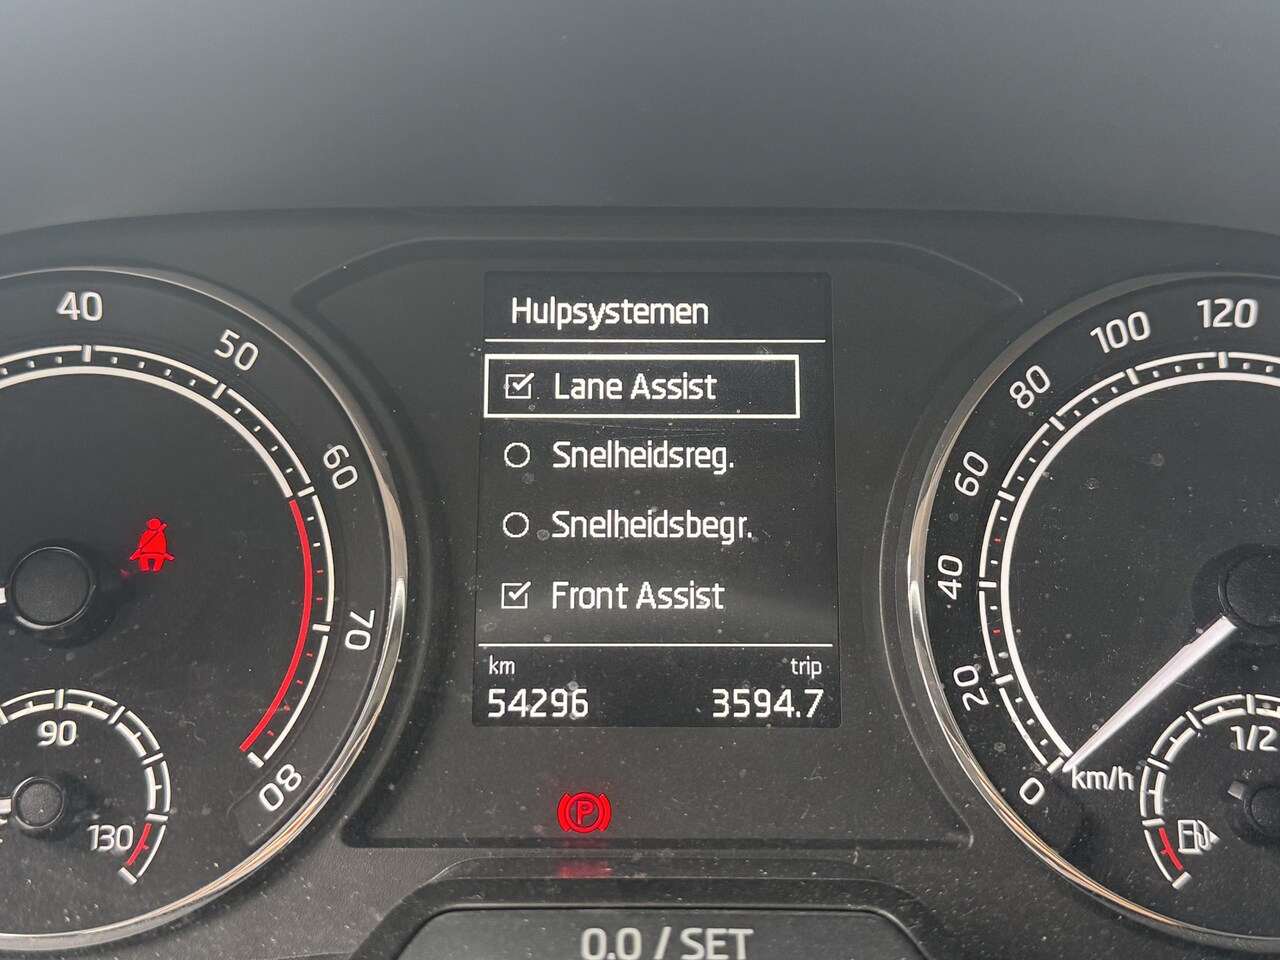 Hulpsystemen
Lane Assist
Snelheidsreg.
Snelheidsbegr.
Front Assist
km trip
54296 3594.7
40
50
60
70
80
90
130
P
0.0 / SET
0
20
40
60
80
100
120
km/h
1/2